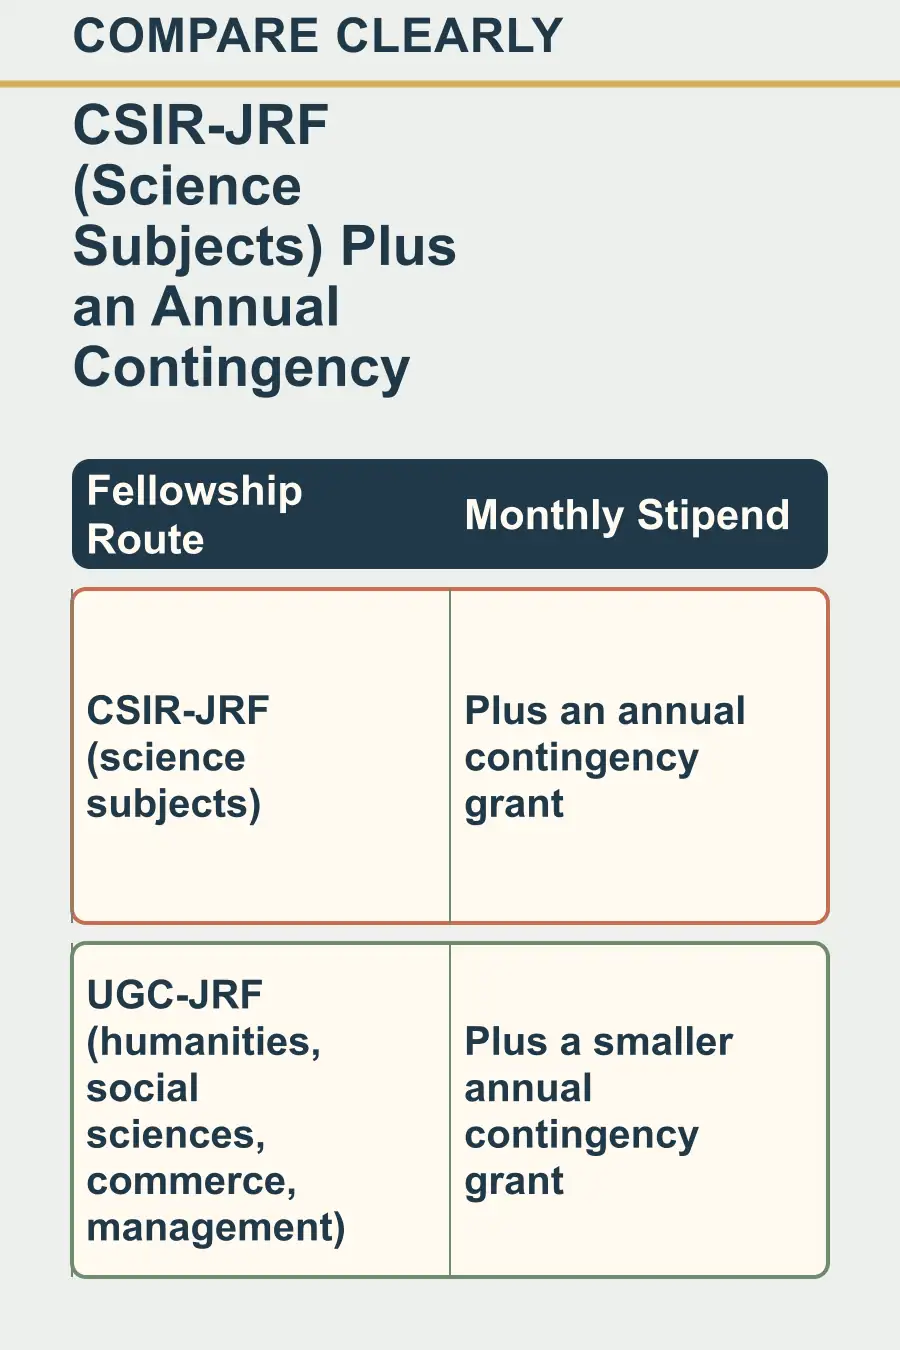 COMPARE CLEARLY
CSIR-JRF
(Science
Subjects) Plus
an Annual
Contingency
Fellowship
Route
Monthly Stipend
CSIR-JRF
(science
subjects)
Plus an annual
contingency
grant
UGC-JRF
(humanities,
social
sciences,
commerce,
management)
Plus a smaller
annual
contingency
grant